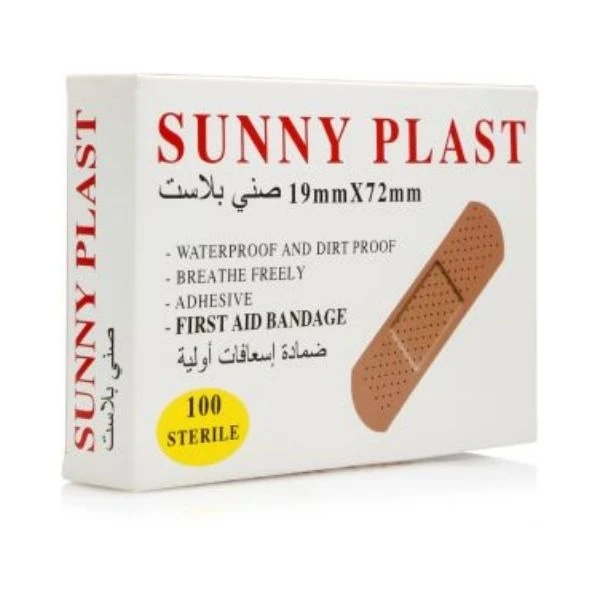 SUNNY PLAST
صني بلاست 19mmX72mm
- WATERPROOF AND DIRT PROOF
- BREATHE FREELY
- ADHESIVE
- FIRST AID BANDAGE
ضمادة إسعافات أولية
100
STERILE
SUNNY PLAST
صني بلاست